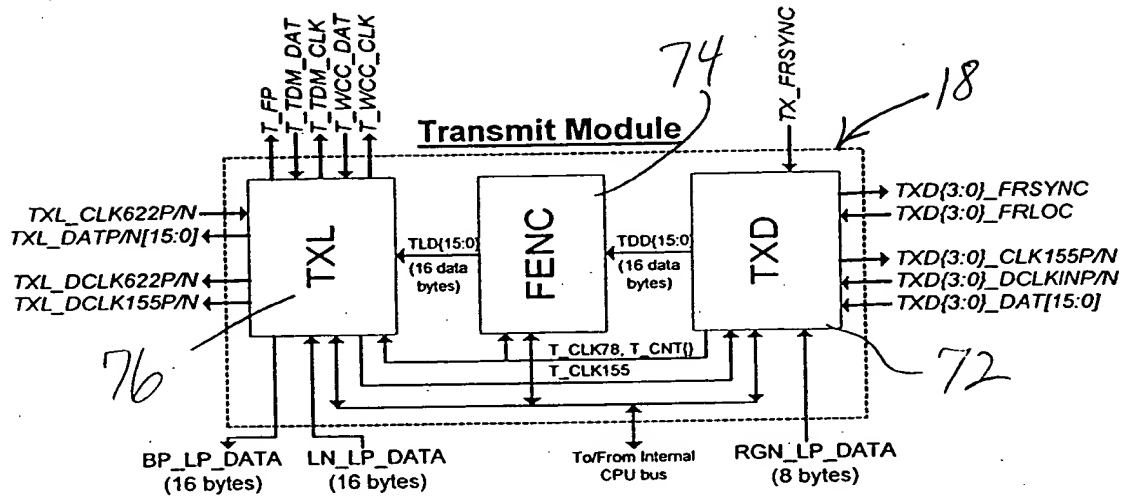 T_FP
T_TDM_DAT
T_TDM_CLK
T_WCC_DAT
T_WCC_CLK
74
TX_FRSYNC
18
Transmit Module
TXL_CLK622P/N
TXL_DATP/N[15:0]
TXL_DCLK622P/N
TXL_DCLK155P/N
TXL
TLD{15:0}
(16 data
bytes)
FENC
TDD{15:0}
(16 data
bytes)
TXD
TXD{3:0}_FRSYNC
TXD{3:0}_FRLOC
TXD{3:0}_CLK155P/N
TXD{3:0}_DCLKINP/N
TXD{3:0}_DAT[15:0]
T_CLK78, T_CNT{}
T_CLK155
76
72
BP_LP_DATA
(16 bytes)
LN_LP_DATA
(16 bytes)
To/From Internal
CPU bus
RGN_LP_DATA
(8 bytes)